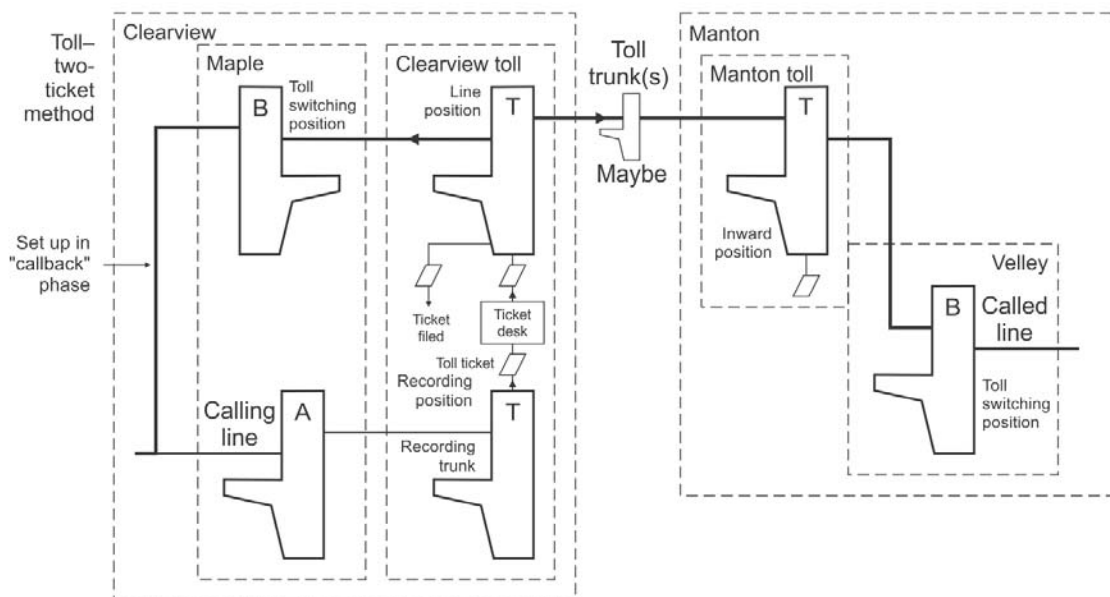 Toll–
two-
ticket
method
Clearview
Maple
B
Toll
switching
position
Clearview toll
Line
position
T
Toll
trunk(s)
Maybe
Manton
Manton toll
T
Inward
position
Velley
B
Called
line
Toll
switching
position
Set up in
"callback"
phase
Ticket
filed
Ticket
desk
Toll ticket
Recording
position
T
Calling
line
A
Recording
trunk